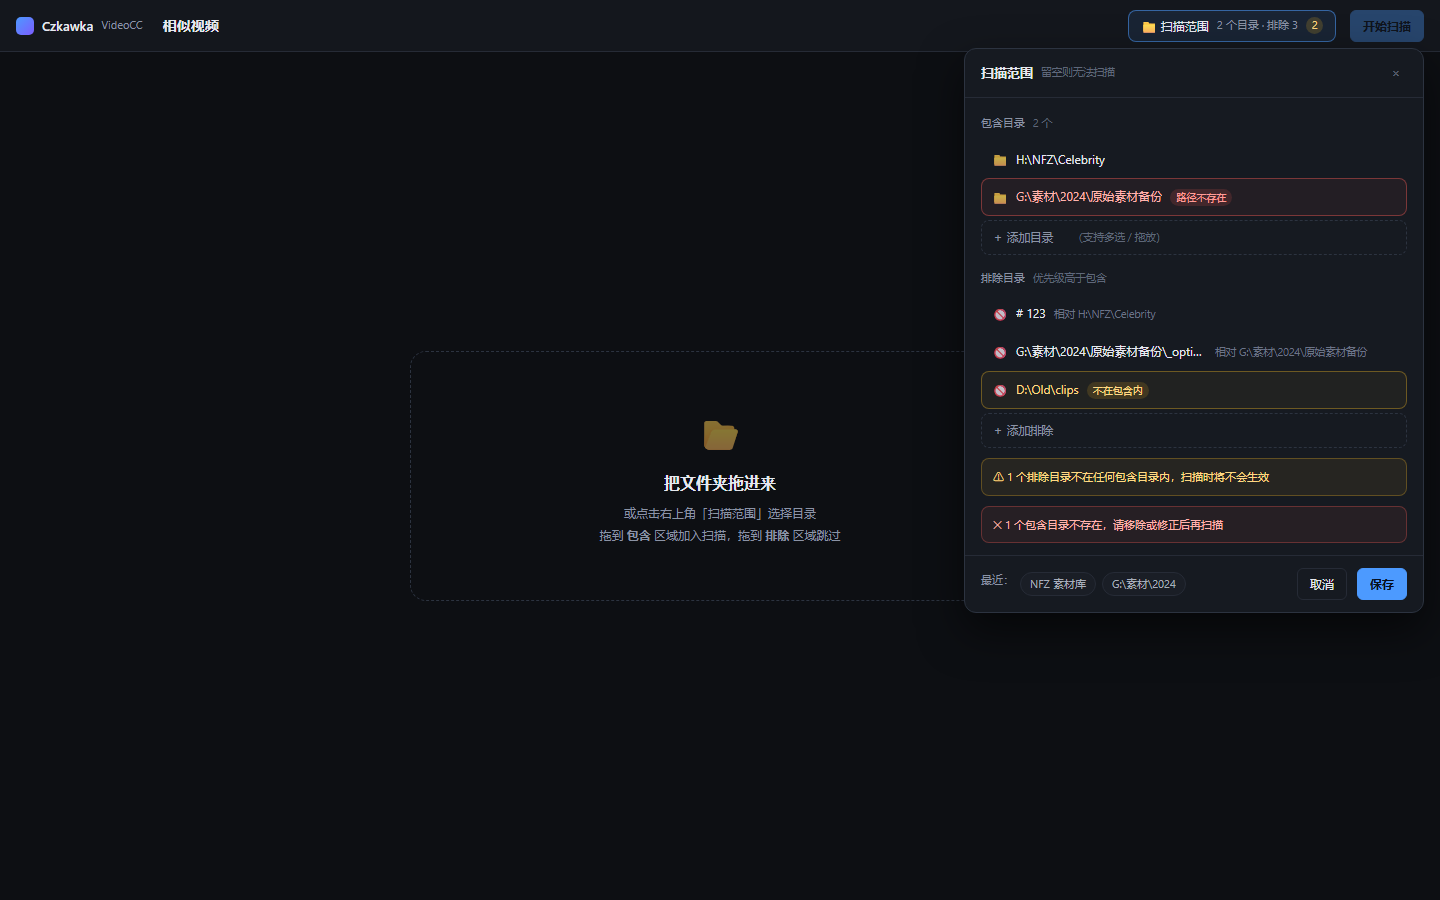 Czkawka VideoCC 相似视频
扫描范围 2 个目录 · 排除 3 2 开始扫描
扫描范围 留空则无法扫描 ×
包含目录 2 个
H:\NFZ\Celebrity
G:\素材\2024\原始素材备份 路径不存在
+ 添加目录 (支持多选 / 拖放)
排除目录 优先级高于包含
# 123 相对 H:\NFZ\Celebrity
G:\素材\2024\原始素材备份\_opti... 相对 G:\素材\2024\原始素材备份
D:\Old\clips 不在包含内
+ 添加排除
⚠ 1 个排除目录不在任何包含目录内，扫描时将不会生效
✕ 1 个包含目录不存在，请移除或修正后再扫描
最近： NFZ 素材库 G:\素材\2024 取消 保存
把文件夹拖进来
或点击右上角「扫描范围」选择目录
拖到 包含 区域加入扫描，拖到 排除 区域跳过